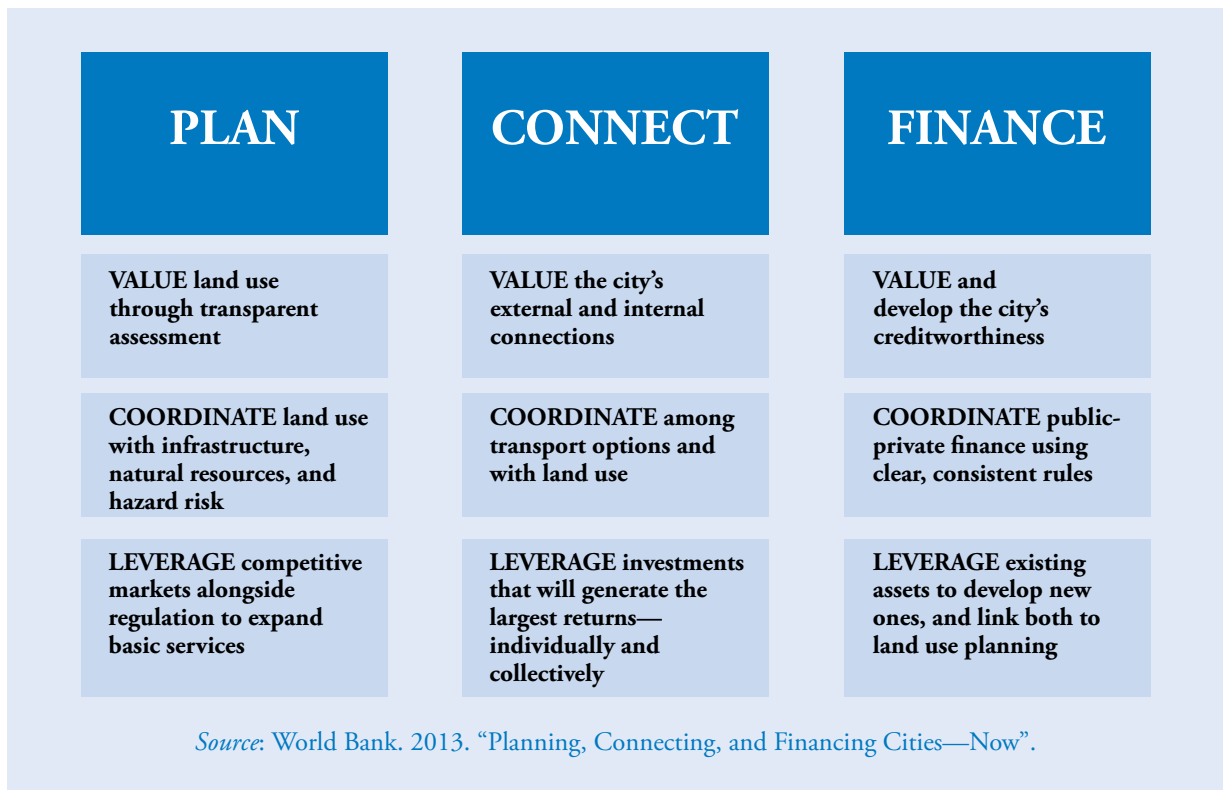 PLAN
VALUE land use
through transparent
assessment
COORDINATE land use
with infrastructure,
natural resources, and
hazard risk
LEVERAGE competitive
markets alongside
regulation to expand
basic services
CONNECT
VALUE the city’s
external and internal
connections
COORDINATE among
transport options and
with land use
LEVERAGE investments
that will generate the
largest returns—
individually and
collectively
FINANCE
VALUE and
develop the city’s
creditworthiness
COORDINATE public-
private finance using
clear, consistent rules
LEVERAGE existing
assets to develop new
ones, and link both to
land use planning
Source: World Bank. 2013. “Planning, Connecting, and Financing Cities—Now”.